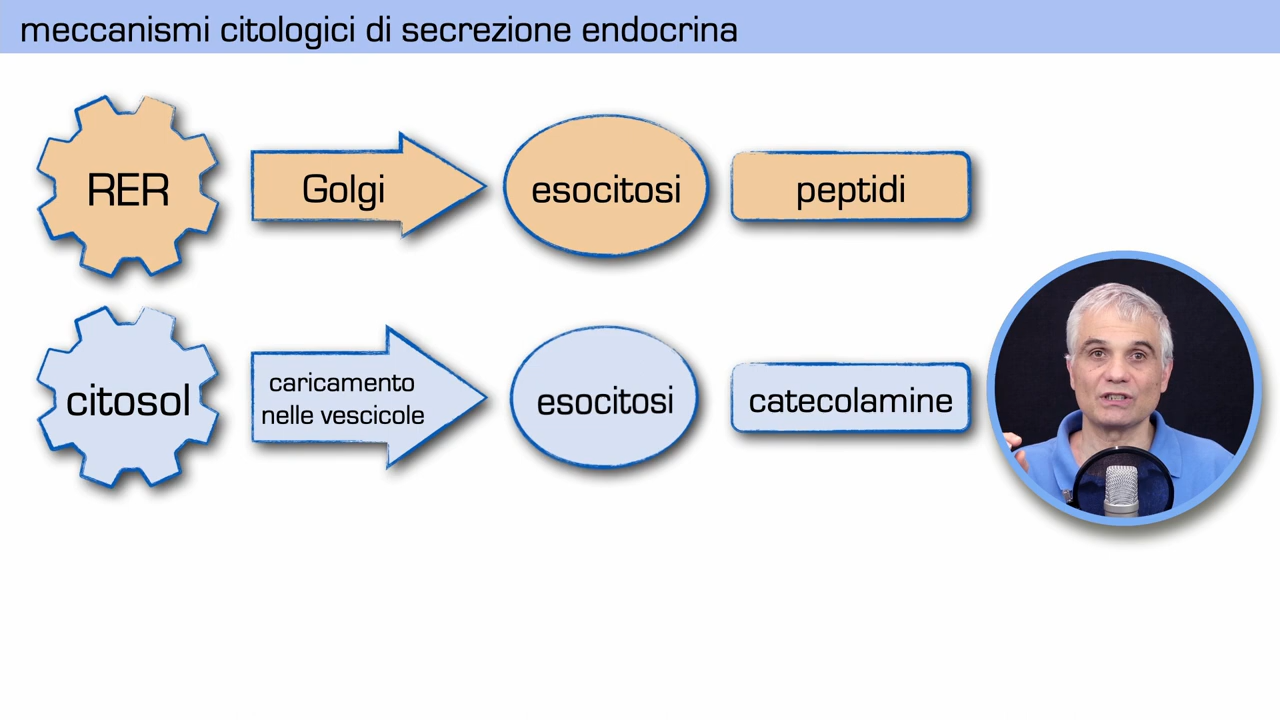 meccanismi citologici di secrezione endocrina
RER
Golgi
esocitosi
peptidi
citosol
caricamento
nelle vescicole
esocitosi
catecolamine